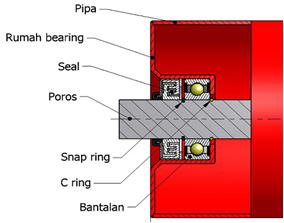 Pipa
Rumah bearing
Seal
Poros
Snap ring
C ring
Bantalan